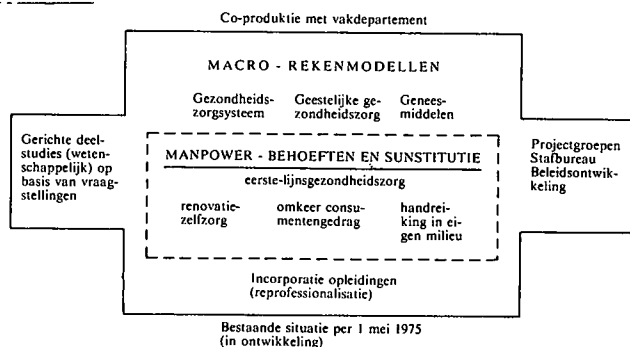 Co-produktie met vakdepartement
MACRO - REKENMODELLEN
Gezondheids-
zorgsysteem
Geestelijke ge-
zondheidszorg
Genees-
middelen
Gerichte deel-
studies (weten-
schappelijk) op
basis van vraag-
stellingen
MANPOWER - BEHOEFTEN EN SUNSTITUTIE
eerste-lijnsgezondheidszorg
renovatie-
zelfzorg
omkeer consu-
mentengedrag
handrei-
king in ei-
gen milieu
Projectgroepen
Stafbureau
Beleidsontwik-
keling
Incorporatie opleidingen
(reprofessionalisatie)
Bestaande situatie per 1 mei 1975
(in ontwikkeling)